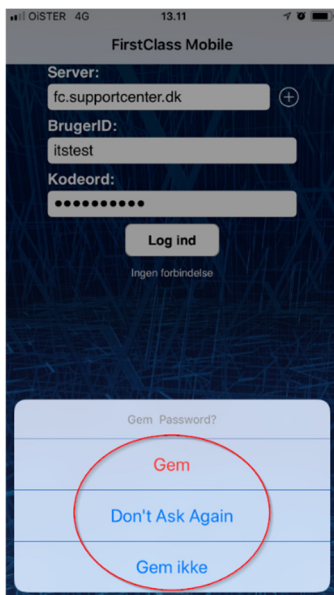 OiSTER 4G 13.11
FirstClass Mobile
Server:
fc.supportcenter.dk
BrugerID:
itstest
Kodeord:
••••••••••
Log ind
Ingen forbindelse
Gem Password?
Gem
Don't Ask Again
Gem ikke